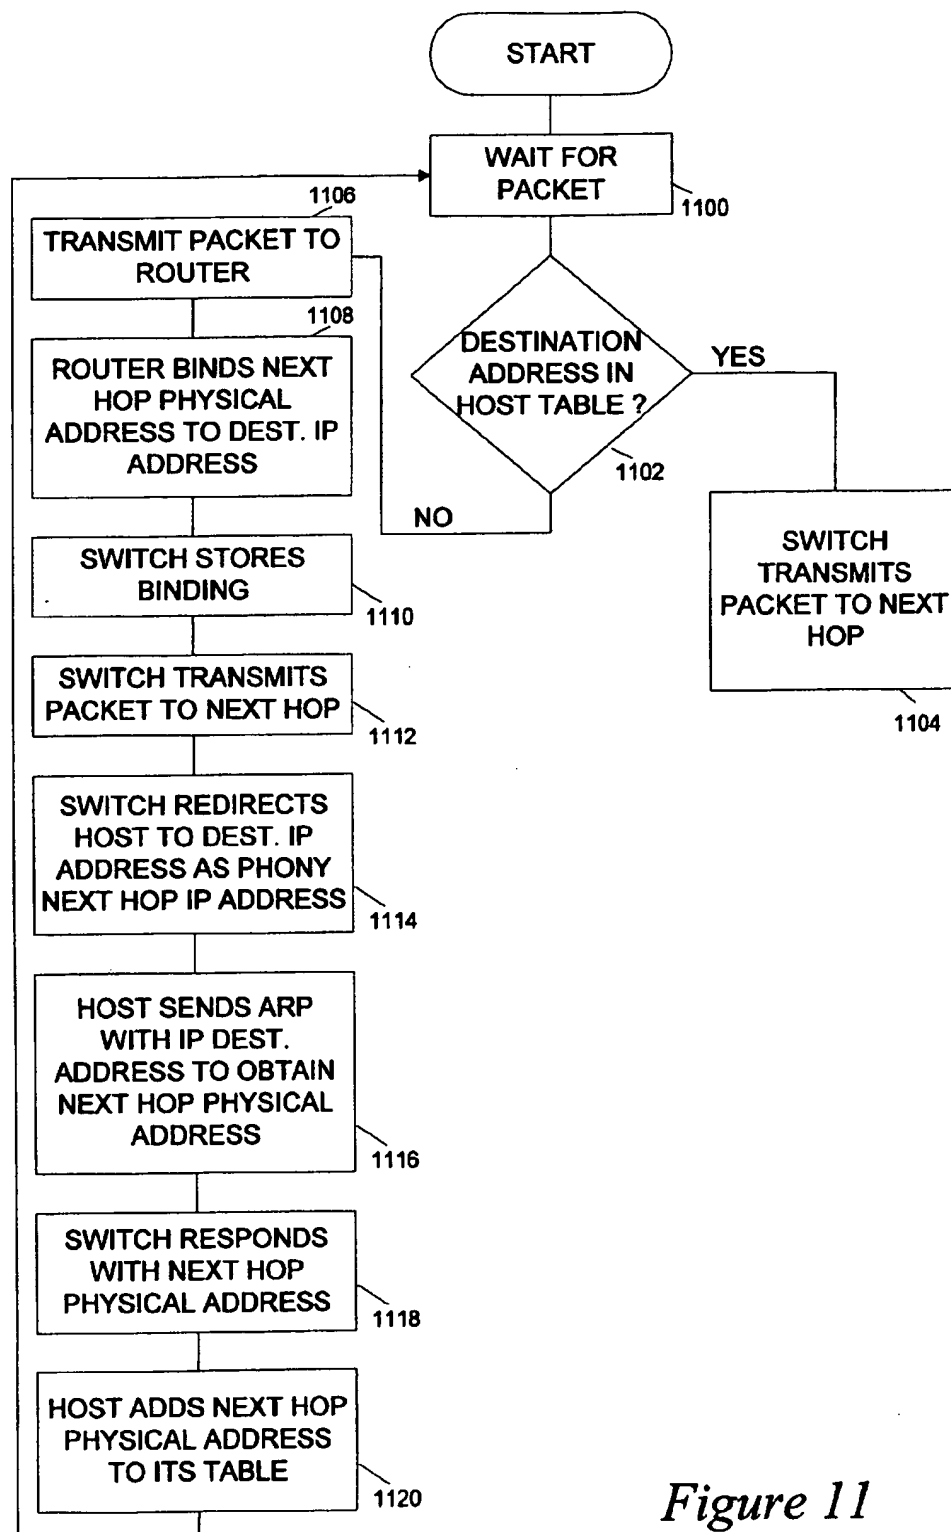 START
WAIT FOR
PACKET
1100
1106
TRANSMIT PACKET TO
ROUTER
1108
ROUTER BINDS NEXT
HOP PHYSICAL
ADDRESS TO DEST. IP
ADDRESS
DESTINATION
ADDRESS IN
HOST TABLE ?
1102
YES
NO
SWITCH
TRANSMITS
PACKET TO NEXT
HOP
1104
SWITCH STORES
BINDING
1110
SWITCH TRANSMITS
PACKET TO NEXT HOP
1112
SWITCH REDIRECTS
HOST TO DEST. IP
ADDRESS AS PHONY
NEXT HOP IP ADDRESS
1114
HOST SENDS ARP
WITH IP DEST.
ADDRESS TO OBTAIN
NEXT HOP PHYSICAL
ADDRESS
1116
SWITCH RESPONDS
WITH NEXT HOP
PHYSICAL ADDRESS
1118
HOST ADDS NEXT HOP
PHYSICAL ADDRESS
TO ITS TABLE
1120
Figure 11